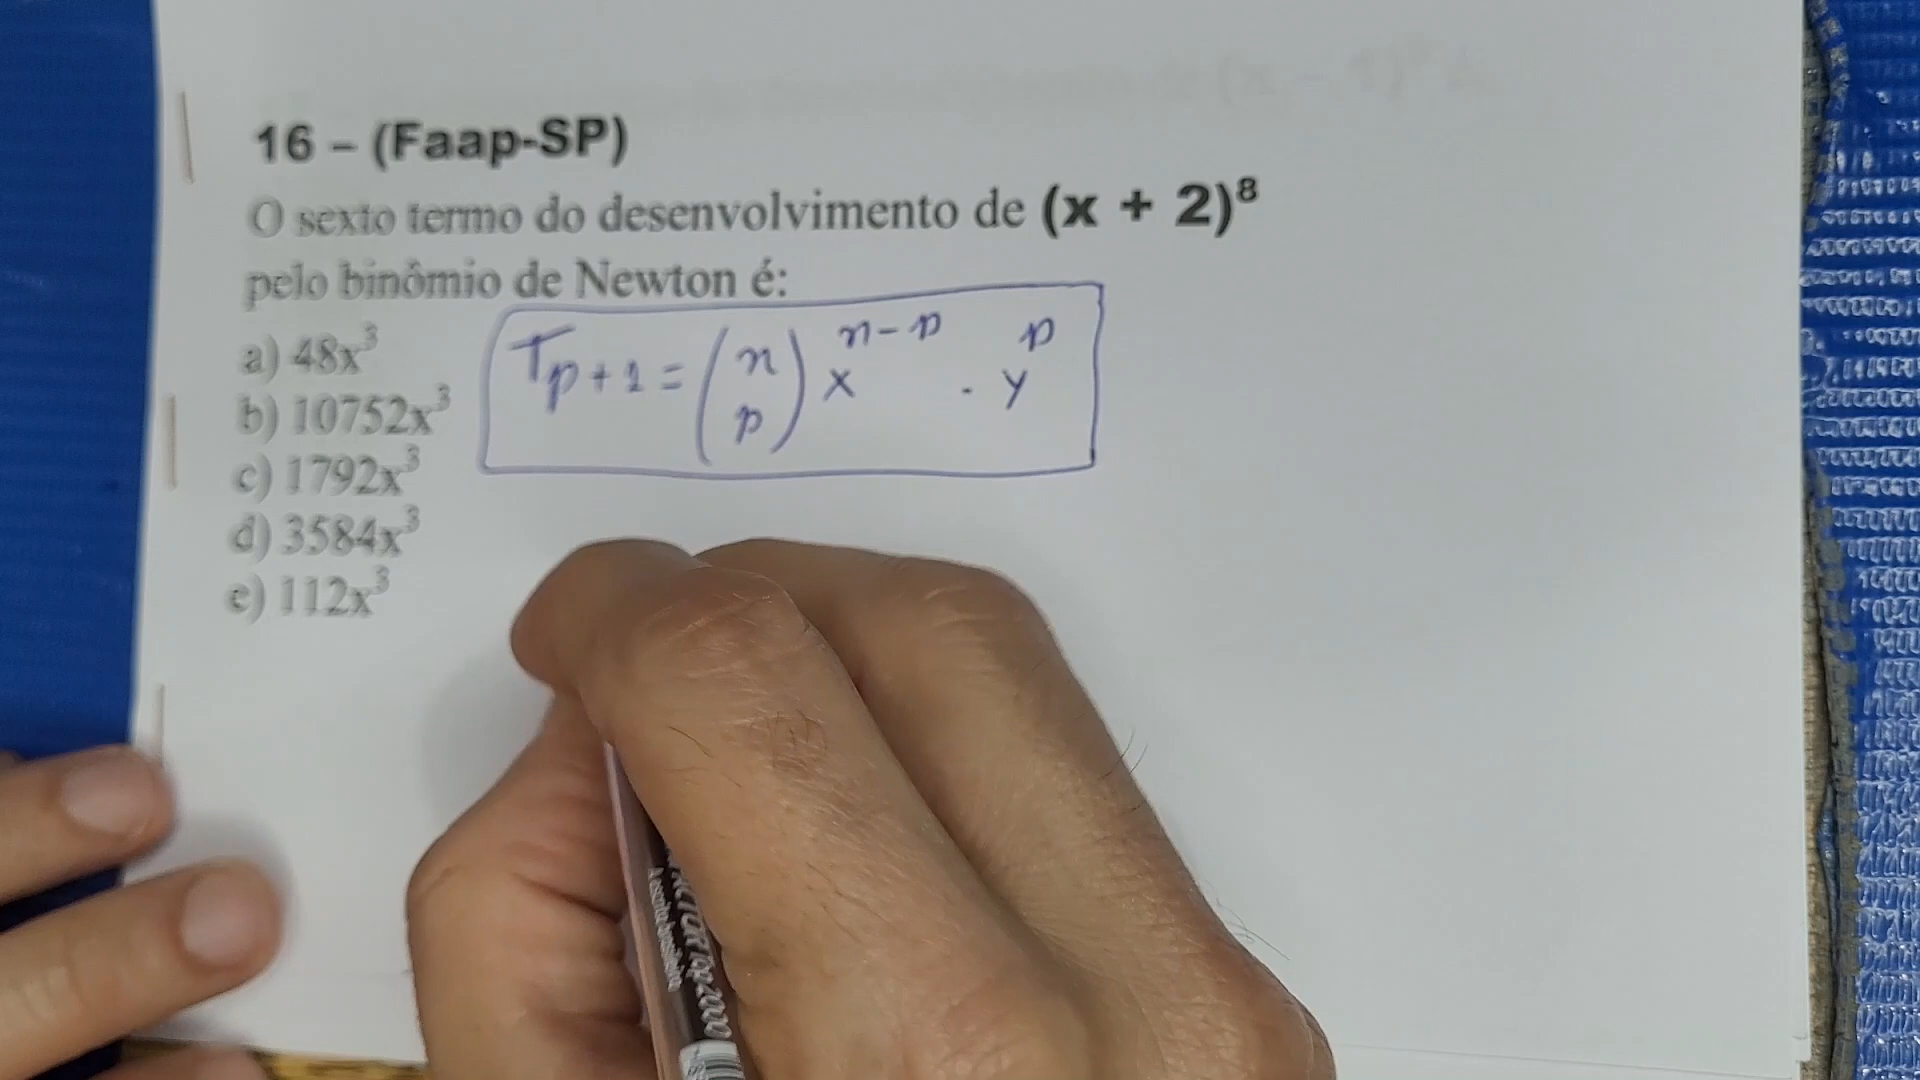 16 – (Faap-SP)
O sexto termo do desenvolvimento de (x + 2)⁸
pelo binômio de Newton é:
a) 48x³
b) 10752x³
c) 1792x³
d) 3584x³
e) 112x³
Tp+1 = (n p) x^n-p . y^p